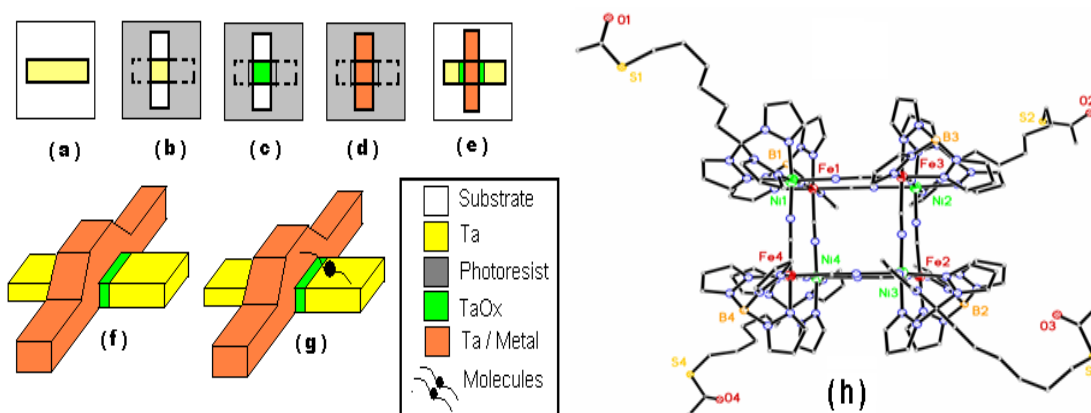 (a)
(b)
(c)
(d)
(e)
(f)
(g)
Substrate
Ta
Photoresist
TaOx
Ta / Metal
Molecules
O1
S1
S2
O2
B1
Fe1
Fe3
B3
Ni1
Ni2
Fe4
Ni4
Ni3
Fe2
B4
B2
S4
O4
O3
S
(h)